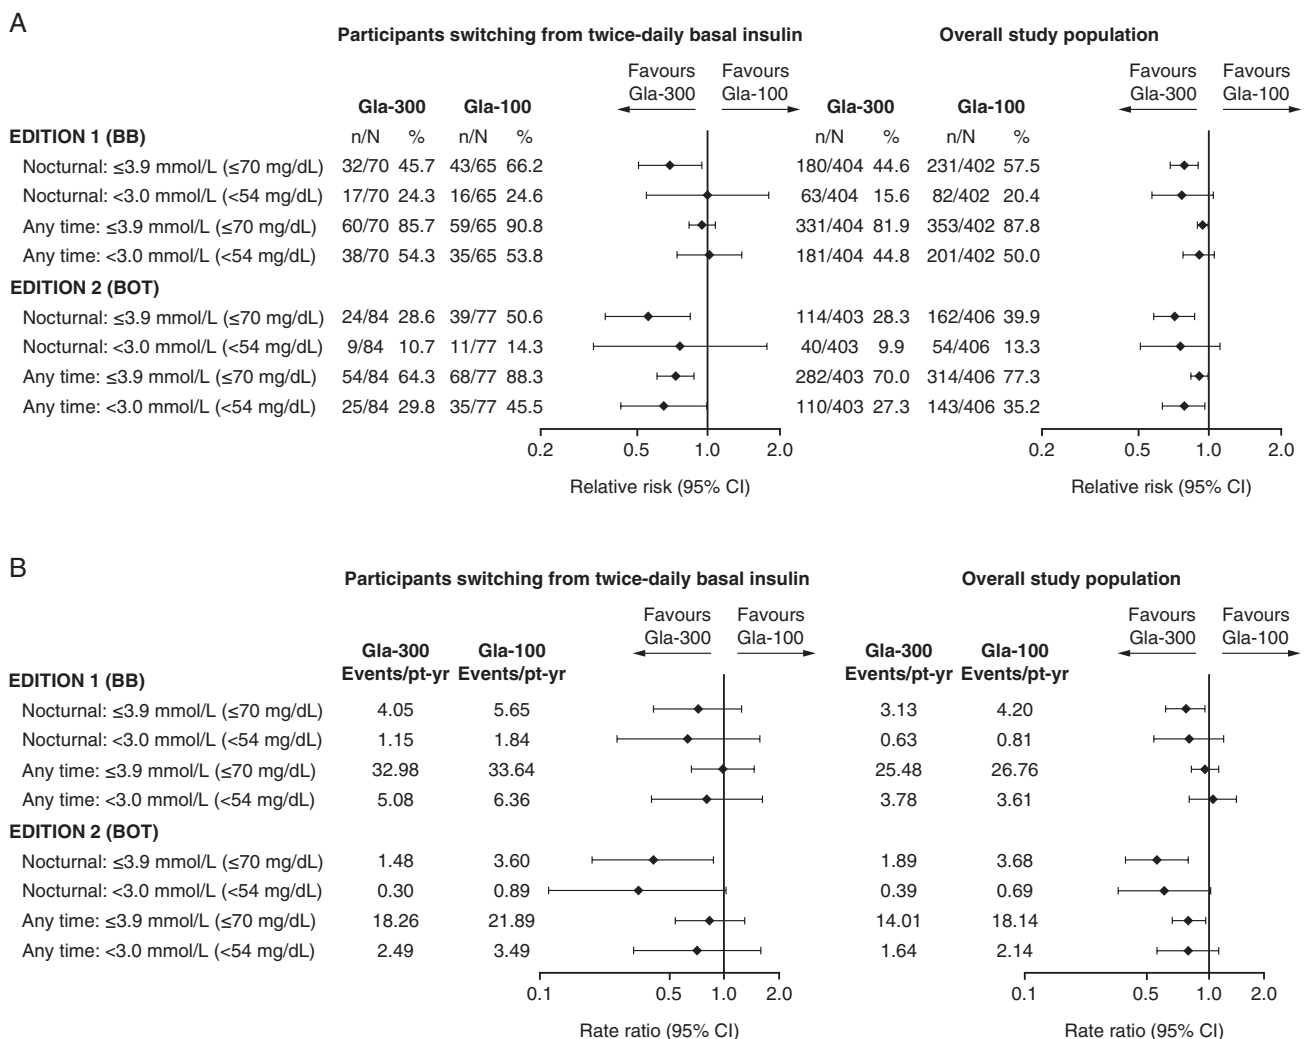 A
Participants switching from twice-daily basal insulin Overall study population
Favours Favours Favours Favours
Gla-300 Gla-100 Gla-300 Gla-100
Gla-300 Gla-100 Gla-300 Gla-100
EDITION 1 (BB) n/N % n/N % n/N % n/N %
Nocturnal: ≤3.9 mmol/L (≤70 mg/dL) 32/70 45.7 43/65 66.2 180/404 44.6 231/402 57.5
Nocturnal: <3.0 mmol/L (<54 mg/dL) 17/70 24.3 16/65 24.6 63/404 15.6 82/402 20.4
Any time: ≤3.9 mmol/L (≤70 mg/dL) 60/70 85.7 59/65 90.8 331/404 81.9 353/402 87.8
Any time: <3.0 mmol/L (<54 mg/dL) 38/70 54.3 35/65 53.8 181/404 44.8 201/402 50.0
EDITION 2 (BOT)
Nocturnal: ≤3.9 mmol/L (≤70 mg/dL) 24/84 28.6 39/77 50.6 114/403 28.3 162/406 39.9
Nocturnal: <3.0 mmol/L (<54 mg/dL) 9/84 10.7 11/77 14.3 40/403 9.9 54/406 13.3
Any time: ≤3.9 mmol/L (≤70 mg/dL) 54/84 64.3 68/77 88.3 282/403 70.0 314/406 77.3
Any time: <3.0 mmol/L (<54 mg/dL) 25/84 29.8 35/77 45.5 110/403 27.3 143/406 35.2
0.2 0.5 1.0 2.0 0.2 0.5 1.0 2.0
Relative risk (95% CI) Relative risk (95% CI)
B
Participants switching from twice-daily basal insulin Overall study population
Favours Favours Favours Favours
Gla-300 Gla-100 Gla-300 Gla-100
Gla-300 Gla-100 Gla-300 Gla-100
Events/pt-yr Events/pt-yr Events/pt-yr Events/pt-yr
EDITION 1 (BB)
Nocturnal: ≤3.9 mmol/L (≤70 mg/dL) 4.05 5.65 3.13 4.20
Nocturnal: <3.0 mmol/L (<54 mg/dL) 1.15 1.84 0.63 0.81
Any time: ≤3.9 mmol/L (≤70 mg/dL) 32.98 33.64 25.48 26.76
Any time: <3.0 mmol/L (<54 mg/dL) 5.08 6.36 3.78 3.61
EDITION 2 (BOT)
Nocturnal: ≤3.9 mmol/L (≤70 mg/dL) 1.48 3.60 1.89 3.68
Nocturnal: <3.0 mmol/L (<54 mg/dL) 0.30 0.89 0.39 0.69
Any time: ≤3.9 mmol/L (≤70 mg/dL) 18.26 21.89 14.01 18.14
Any time: <3.0 mmol/L (<54 mg/dL) 2.49 3.49 1.64 2.14
0.1 0.5 1.0 2.0 0.1 0.5 1.0 2.0
Rate ratio (95% CI) Rate ratio (95% CI)